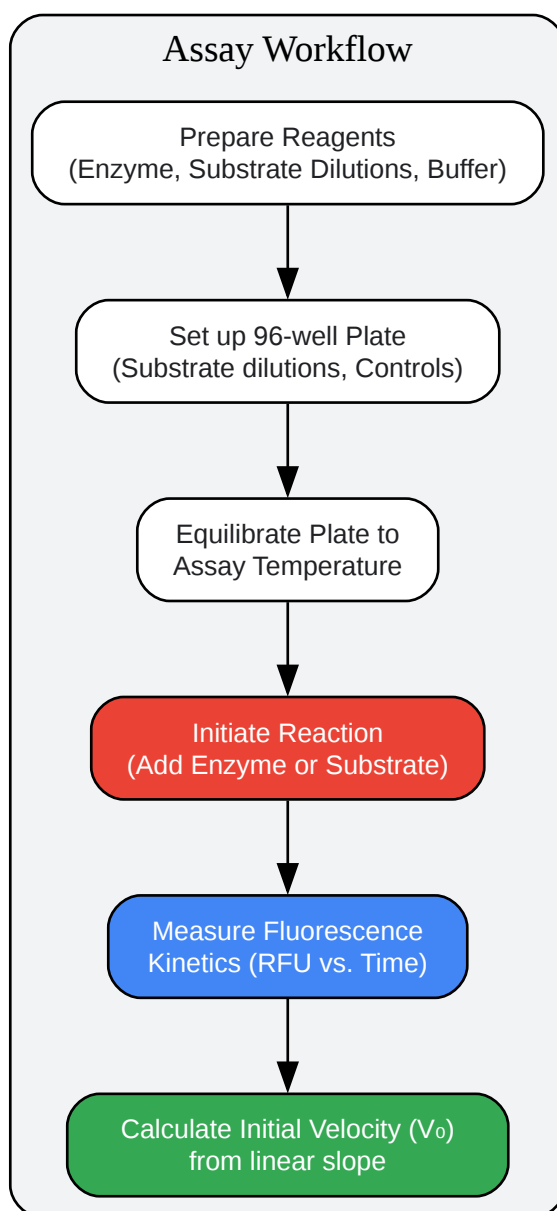 Assay Workflow
Prepare Reagents
(Enzyme, Substrate Dilutions, Buffer)
Set up 96-well Plate
(Substrate dilutions, Controls)
Equilibrate Plate to
Assay Temperature
Initiate Reaction
(Add Enzyme or Substrate)
Measure Fluorescence
Kinetics (RFU vs. Time)
Calculate Initial Velocity (V₀)
from linear slope